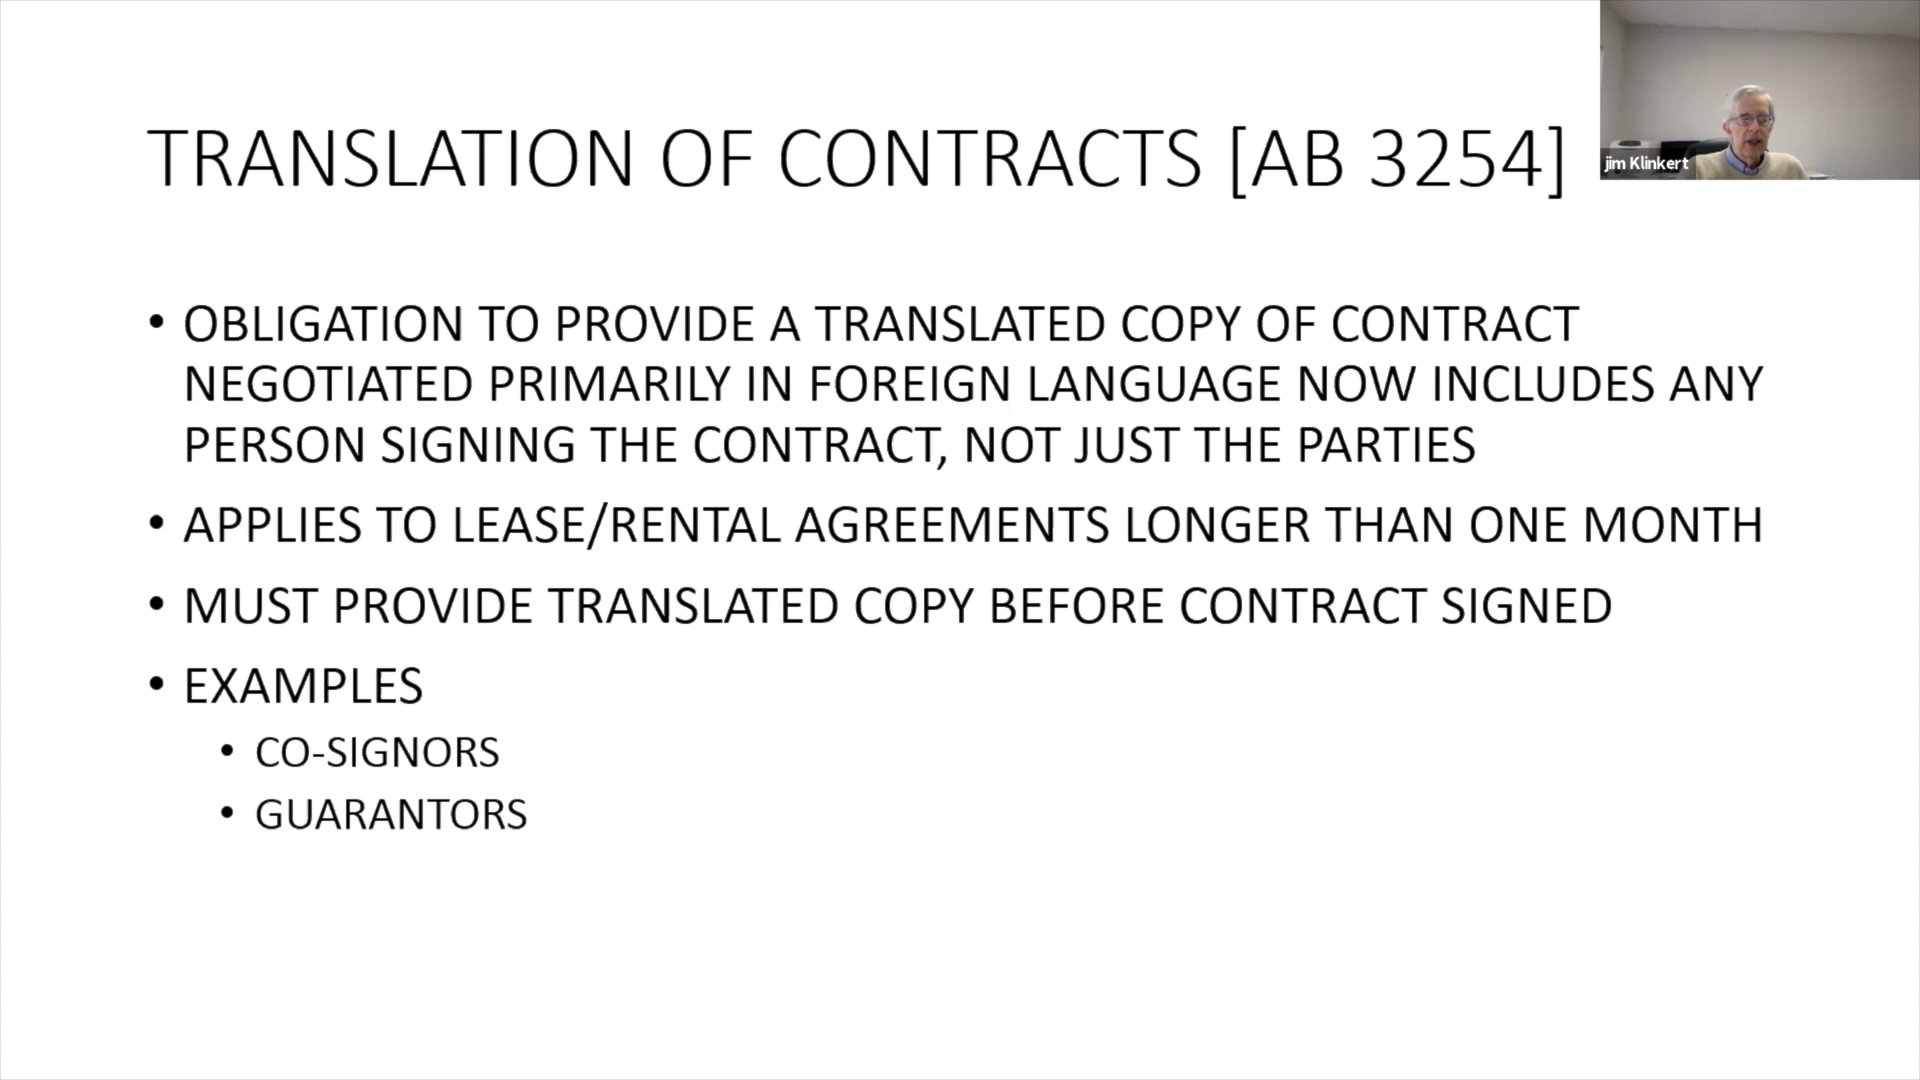 TRANSLATION OF CONTRACTS [AB 3254]
jim Klinkert
• OBLIGATION TO PROVIDE A TRANSLATED COPY OF CONTRACT
NEGOTIATED PRIMARILY IN FOREIGN LANGUAGE NOW INCLUDES ANY
PERSON SIGNING THE CONTRACT, NOT JUST THE PARTIES
• APPLIES TO LEASE/RENTAL AGREEMENTS LONGER THAN ONE MONTH
• MUST PROVIDE TRANSLATED COPY BEFORE CONTRACT SIGNED
• EXAMPLES
• CO-SIGNORS
• GUARANTORS